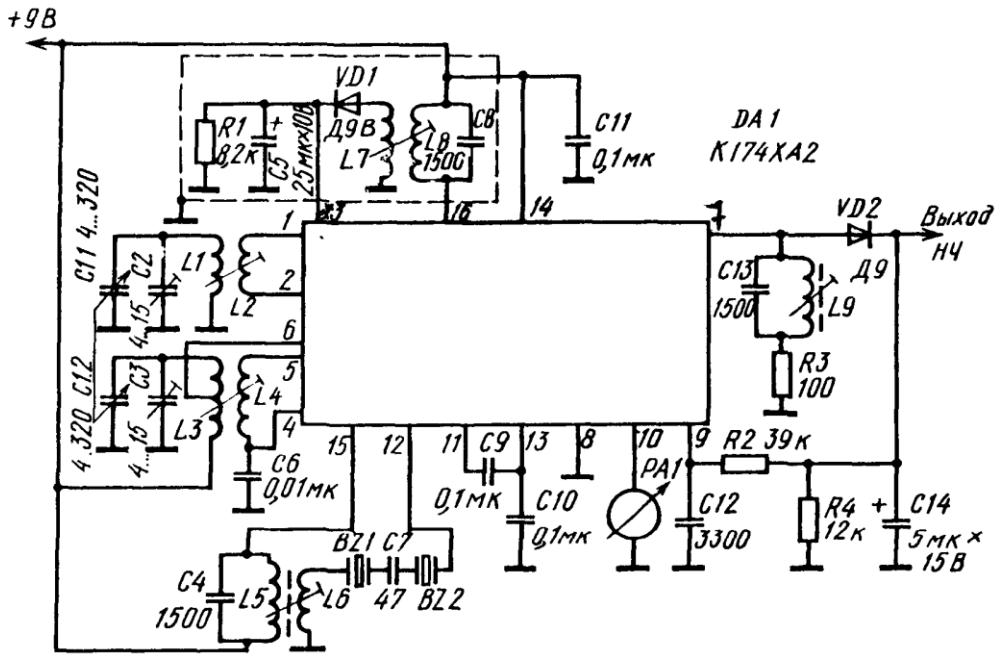 +9В
VD1
Д9В
R1
8,2к
+
C5
25мк×10В
L7
L8
1500
C8
C11
0,1мк
DA1
К174ХА2
1
3
16
14
7
VD2
Выход
НЧ
Д9
C1.1 4...320
C2
4...15
L1
L2
2
6
5
4
C1.2
4...320
C3
4...15
L3
L4
C6
0,01мк
15
12
11
C9
0,1мк
13
C10
0,1мк
8
10
PA1
9
R2 39к
C12
3300
C13
1500
L9
R3
100
R4
12к
+
C14
5мк×
15В
C4
1500
L5
L6
BZ1
C7
47
BZ2